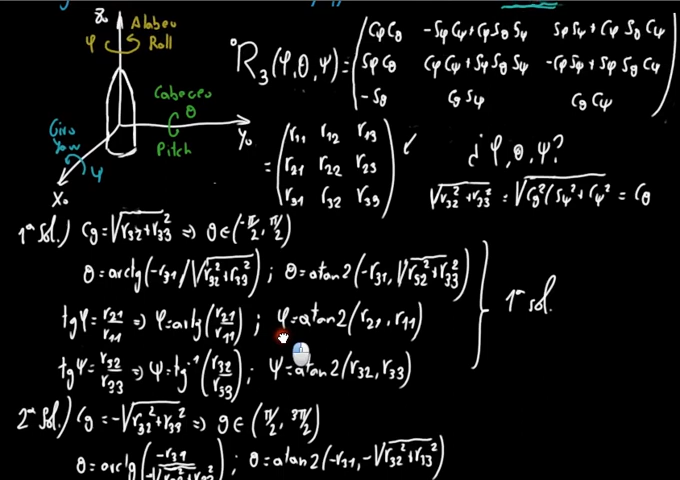 Z₀ Alabeo
φ Roll
Cabeceo
θ
Giro
Yaw
Pitch
Y₀
ψ
X₀
⁰R₃(φ,θ,ψ) = ( CφCθ -SφCψ+CφSθSψ SφSψ+CφSθCψ
SφCθ CφCψ+SφSθSψ -CφSψ+SφSθCψ
-Sθ CθSψ CθCψ )
= ( r11 r12 r13
r21 r22 r23
r31 r32 r33 )
¿ φ,θ,ψ?
√(r32²+r33²) = √(Cθ²(Sψ²+Cψ²) = Cθ
1ª Sol.) Cθ=√(r32²+r33²) ⇒ θ∈(-π/2, π/2)
θ=arctg(-r31/√(r32²+r33²)) ; θ=atan2(-r31, √(r32²+r33²))
tgφ=r21/r11 ⇒ φ=arctg(r21/r11) ; φ=atan2(r21, r11)
tgψ=r32/r33 ⇒ ψ=tg⁻¹(r32/r33) ; ψ=atan2(r32, r33)
1ª sol.
2ª Sol.) Cθ=-√(r32²+r33²) ⇒ θ∈(π/2, 3π/2)
θ=arctg(-r31/-√(r32²+r33²)) ; θ=atan2(-r31, -√(r32²+r33²))